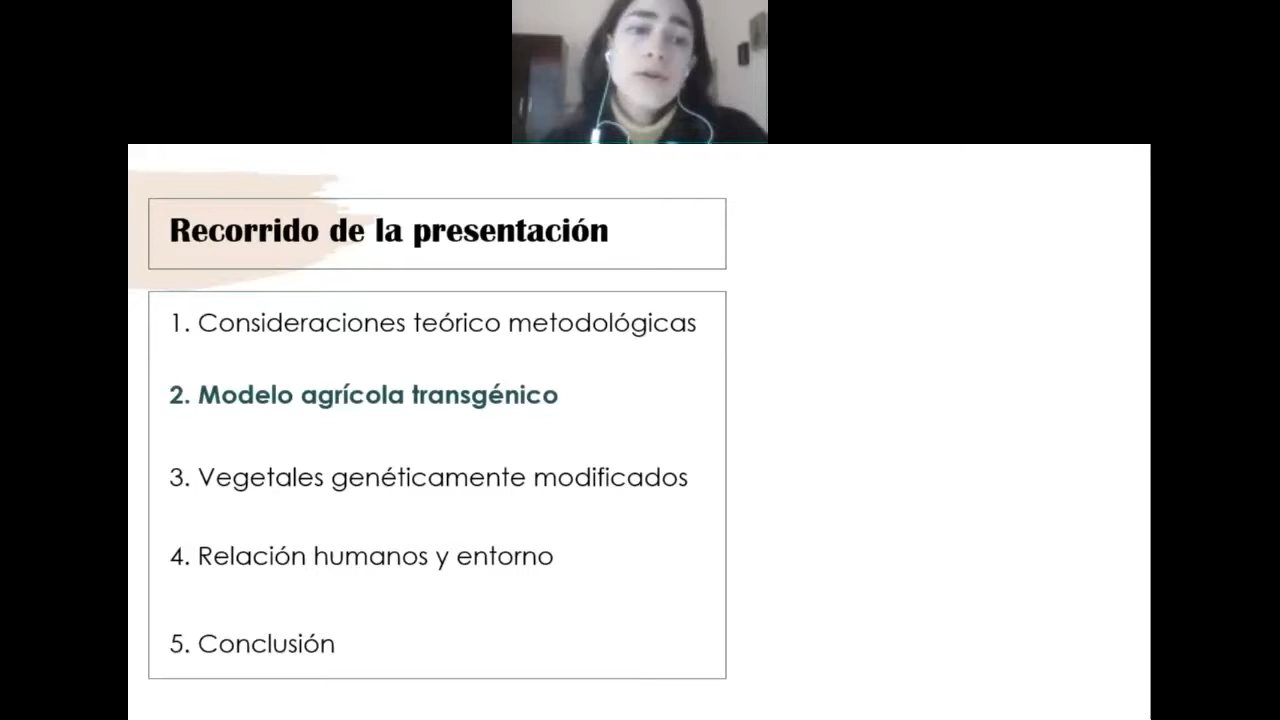 Recorrido de la presentación
1. Consideraciones teórico metodológicas
2. Modelo agrícola transgénico
3. Vegetales genéticamente modificados
4. Relación humanos y entorno
5. Conclusión